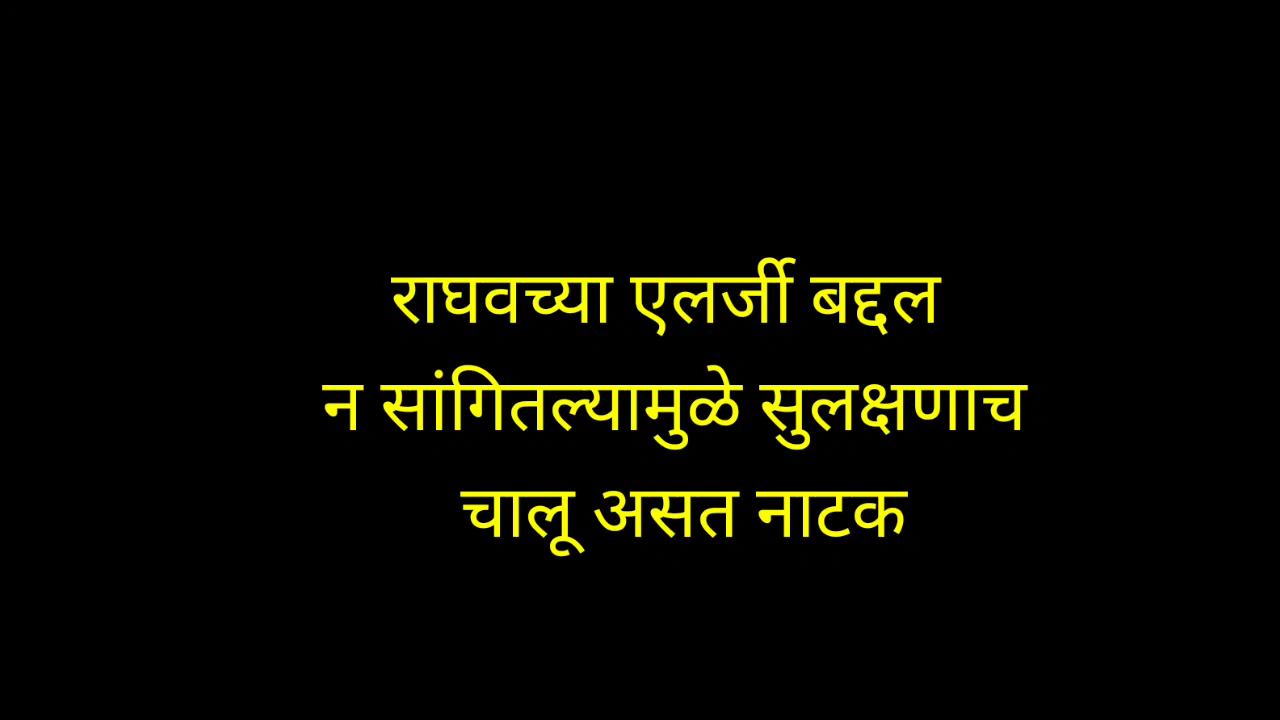 राघवच्या एलर्जी बद्दल
न सांगितल्यामुळे सुलक्षणाच
चालू असत नाटक